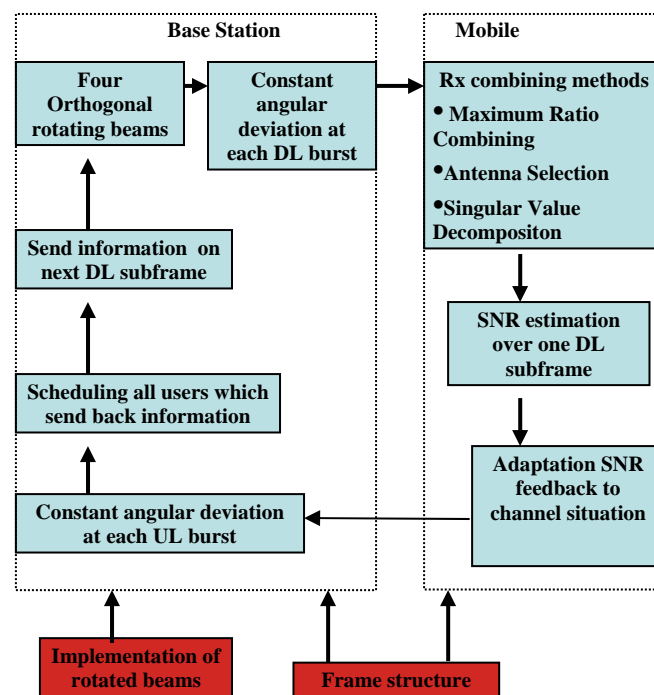 Base Station
Four
Orthogonal
rotating beams
Constant
angular
deviation at
each DL burst
Send information on
next DL subframe
Scheduling all users which
send back information
Constant angular deviation
at each UL burst
Mobile
Rx combining methods
• Maximum Ratio
Combining
•Antenna Selection
•Singular Value
Decompositon
SNR estimation
over one DL
subframe
Adaptation SNR
feedback to
channel situation
Implementation of
rotated beams
Frame structure